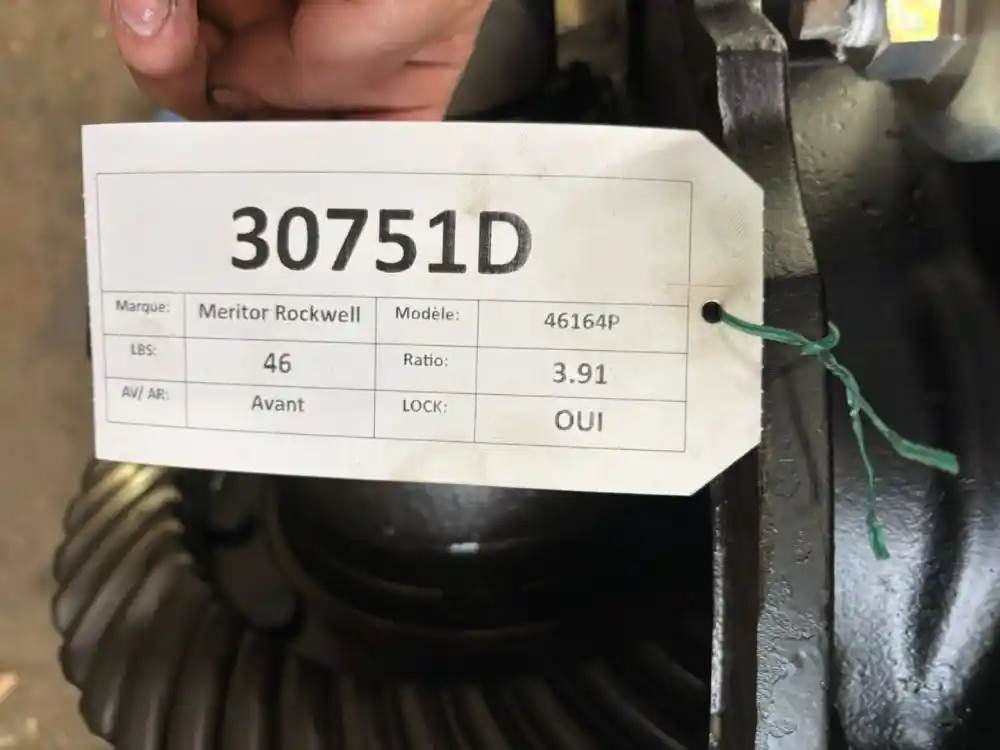 30751D
Marque: Meritor Rockwell Modèle: 46164P
LBS: 46 Ratio: 3.91
AV/ AR: Avant LOCK: OUI